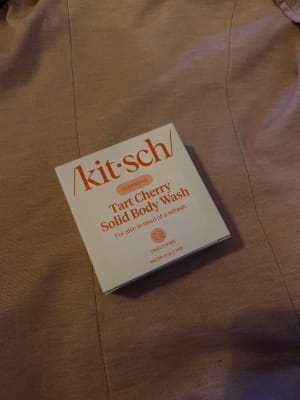 /kit·sch/
Tart Cherry
Solid Body Wash
For skin in need of a refresh